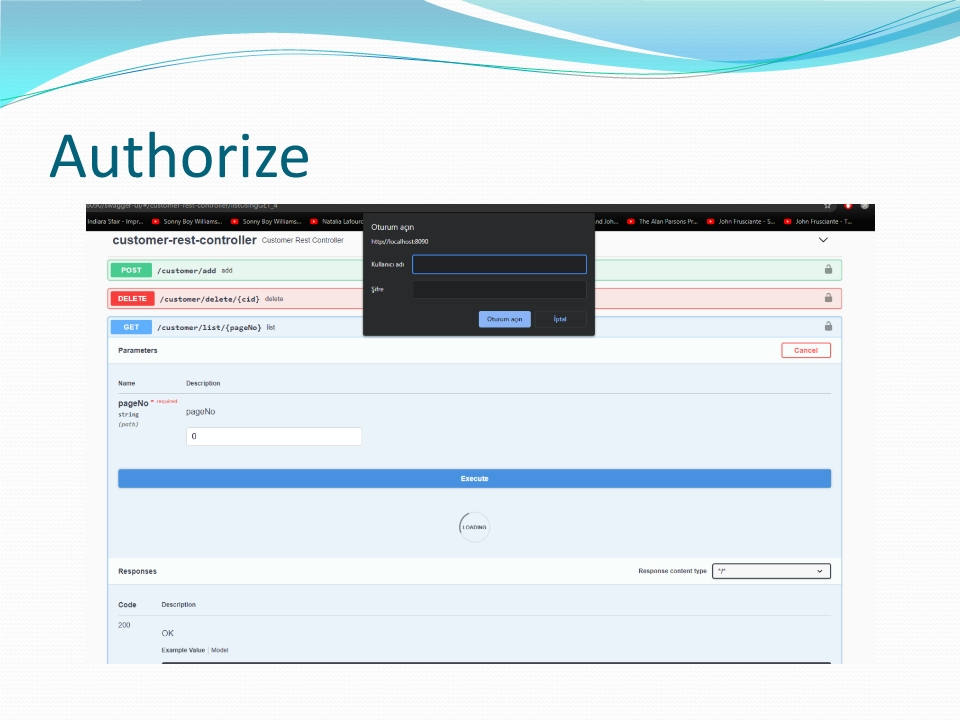 Authorize
8090/swagger-ui/#/customer-rest-controller/listUsingGET_4
Indiara Sfair - Impr... Sonny Boy Williams... Sonny Boy Williams... Natalia Lafourc and Joh... The Alan Parsons Pr... John Frusciante - S... John Frusciante - T...
Oturum açın
http://localhost:8090
Kullanıcı adı
Şifre
Oturum açın İptal
customer-rest-controller Customer Rest Controller
POST /customer/add add
DELETE /customer/delete/{cid} delete
GET /customer/list/{pageNo} list
Parameters Cancel
Name Description
pageNo * required
string
(path)
pageNo
0
Execute
LOADING
Responses Response content type */*
Code Description
200
OK
Example Value | Model